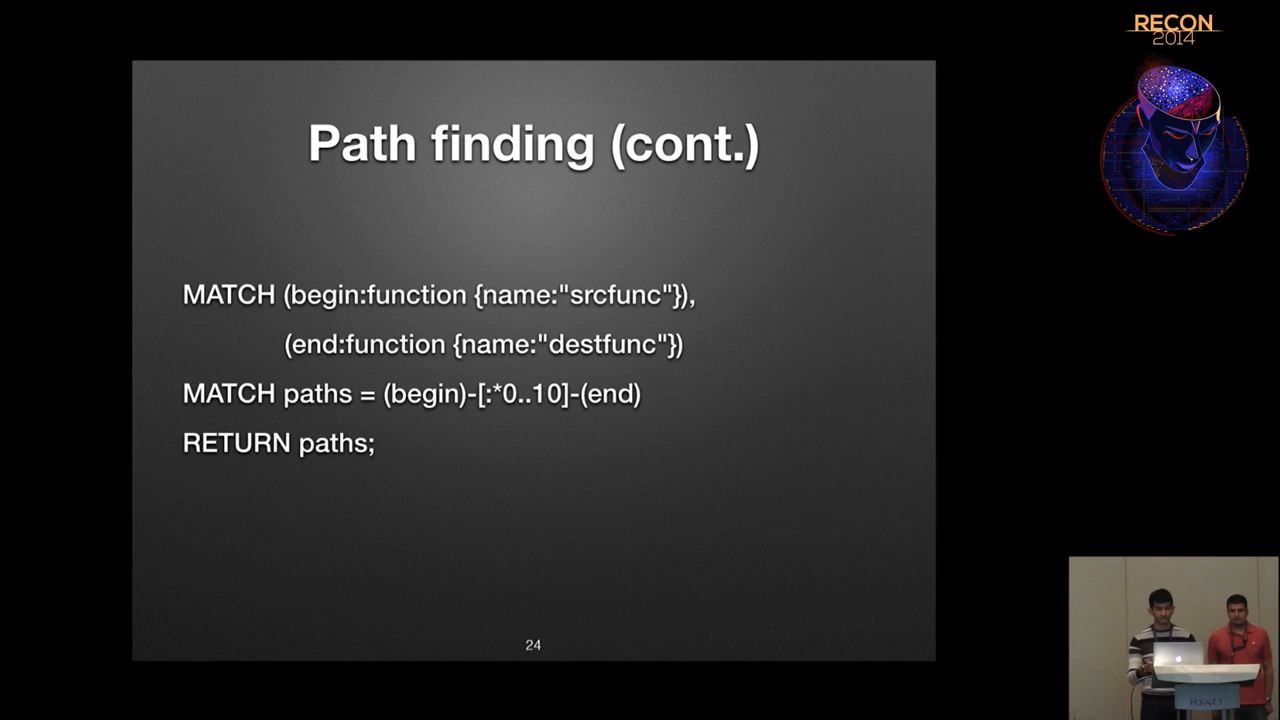 RECON
2014
Path finding (cont.)
MATCH (begin:function {name:"srcfunc"}),
(end:function {name:"destfunc"})
MATCH paths = (begin)-[:*0..10]-(end)
RETURN paths;
24
HYATT